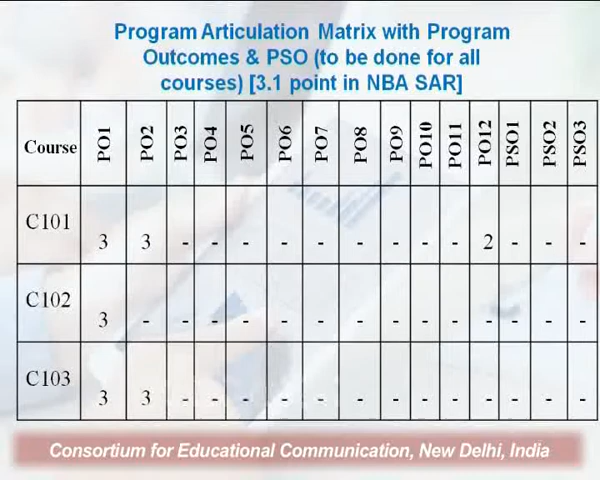 Program Articulation Matrix with Program
Outcomes & PSO (to be done for all
courses) [3.1 point in NBA SAR]
Course PO1 PO2 PO3 PO4 PO5 PO6 PO7 PO8 PO9 PO10 PO11 PO12 PSO1 PSO2 PSO3
C101 3 3 - - - - - - - - - 2 - - -
C102 3 - - - - - - - - - - - - - -
C103 3 3 - - - - - - - - - - - - -
Consortium for Educational Communication, New Delhi, India